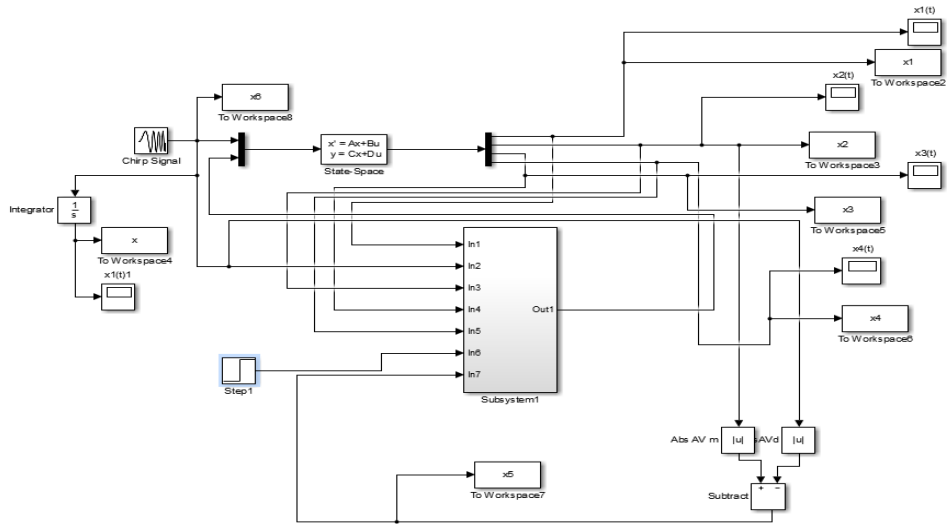 x1(t)
x1
To Workspace2
x2(t)
x6
To Workspace8
Chirp Signal
x' = Ax+Bu
y = Cx+Du
State-Space
x2
To Workspace3
x3(t)
Integrator
1
s
x
To Workspace4
x1(t)1
x3
To Workspace5
In1
In2
In3
In4
In5
In6
In7
Out1
Subsystem1
x4(t)
x4
To Workspace6
Step1
Abs AV m
|u|
sAVd
|u|
x5
To Workspace7
Subtract
+ −